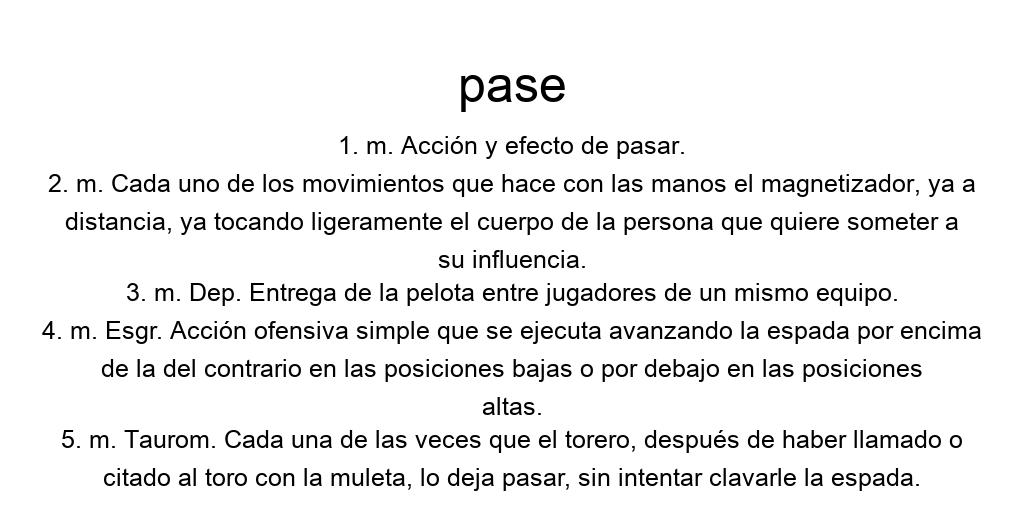 pase
1. m. Acción y efecto de pasar.
2. m. Cada uno de los movimientos que hace con las manos el magnetizador, ya a
distancia, ya tocando ligeramente el cuerpo de la persona que quiere someter a
su influencia.
3. m. Dep. Entrega de la pelota entre jugadores de un mismo equipo.
4. m. Esgr. Acción ofensiva simple que se ejecuta avanzando la espada por encima
de la del contrario en las posiciones bajas o por debajo en las posiciones
altas.
5. m. Taurom. Cada una de las veces que el torero, después de haber llamado o
citado al toro con la muleta, lo deja pasar, sin intentar clavarle la espada.